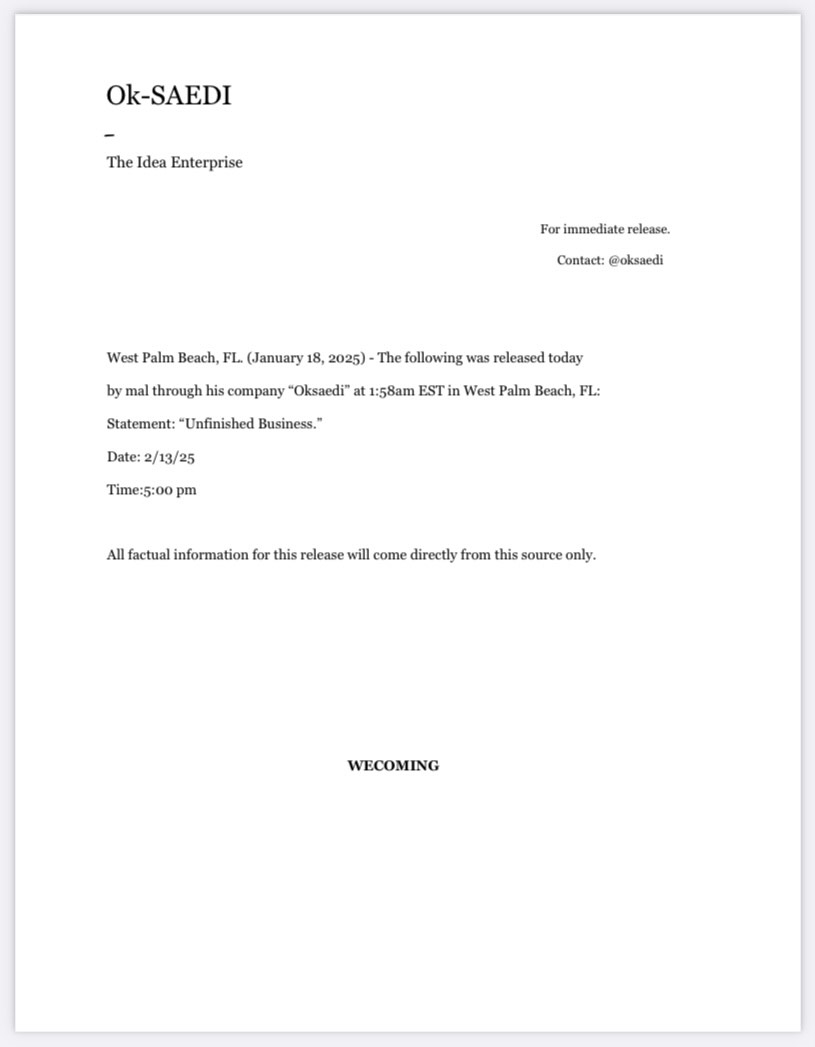 Ok-SAEDI
–
The Idea Enterprise
For immediate release.
Contact: @oksaedi
West Palm Beach, FL. (January 18, 2025) - The following was released today
by mal through his company “Oksaedi” at 1:58am EST in West Palm Beach, FL:
Statement: “Unfinished Business.”
Date: 2/13/25
Time:5:00 pm
All factual information for this release will come directly from this source only.
WECOMING